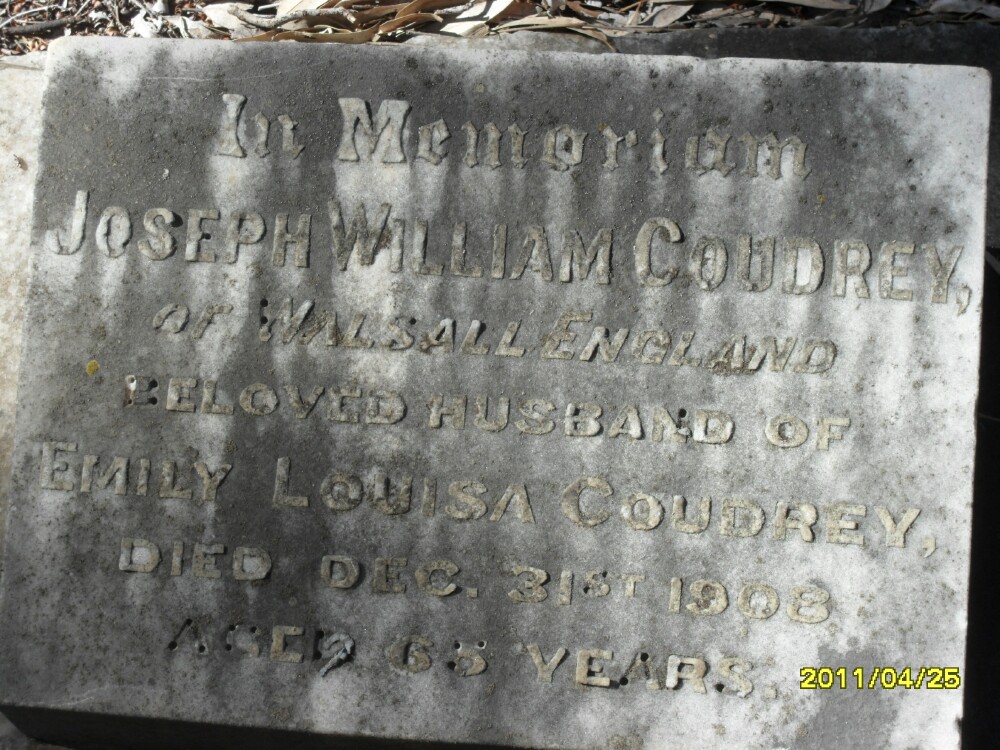 In Memoriam
JOSEPH WILLIAM COUDREY,
OF WALSALL ENGLAND
BELOVED HUSBAND OF
EMILY LOUISA COUDREY,
DIED DEC. 31ST 1908
AGED 65 YEARS.
2011/04/25